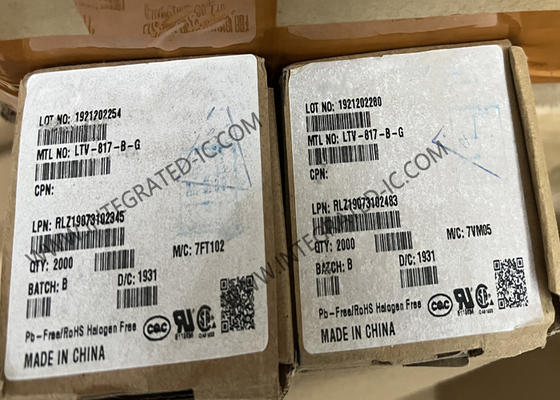 LOT NO: 1921202254
MTL NO: LTV-817-B-G
CPN:
LPN: RLZ19073102345
QTY: 2000
M/C: 7FT102
BATCH: B
D/C: 1931
Pb-Free/RoHS Halogen Free
MADE IN CHINA
LOT NO: 1921202280
MTL NO: LTV-817-B-G
CPN:
LPN: RLZ19073102483
QTY: 2000
M/C: 7VM05
BATCH: B
D/C: 1931
Pb-Free/RoHS Halogen Free
MADE IN CHINA
WWW.INTEGRATED-IC.COM
WWW.INTEGRATED-IC.COM